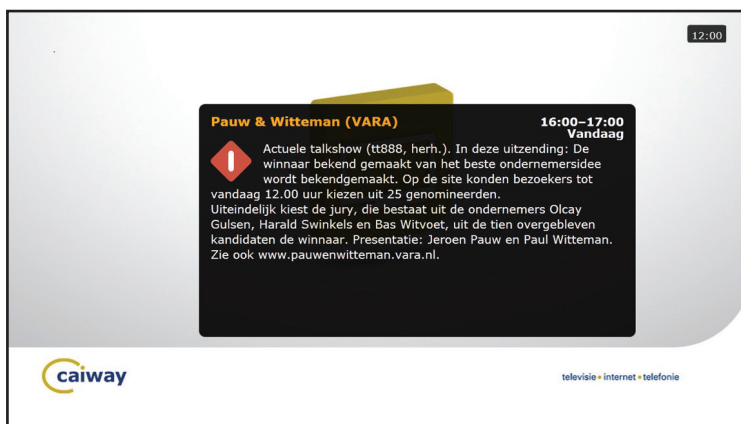 12:00
Pauw & Witteman (VARA)
16:00–17:00
Vandaag
Actuele talkshow (tt888, herh.). In deze uitzending: De
winnaar bekend gemaakt van het beste ondernemersidee
wordt bekendgemaakt. Op de site konden bezoekers tot
vandaag 12.00 uur kiezen uit 25 genomineerden.
Uiteindelijk kiest de jury, die bestaat uit de ondernemers Olcay
Gulsen, Harald Swinkels en Bas Witvoet, uit de tien overgebleven
kandidaten de winnaar. Presentatie: Jeroen Pauw en Paul Witteman.
Zie ook www.pauwenwitteman.vara.nl.
caiway
televisie • internet • telefonie